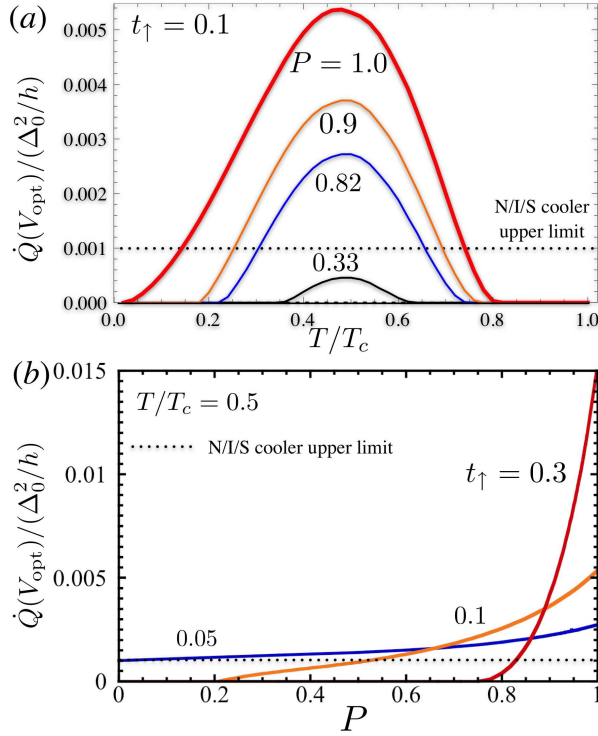 (a)
t↑ = 0.1
P = 1.0
0.9
0.82
0.33
N/I/S cooler
upper limit
0.005
0.004
0.003
0.002
0.001
0.000
Q̇(V_opt)/(Δ₀²/h)
0.0 0.2 0.4 0.6 0.8 1.0
T/T_c
(b)
T/T_c = 0.5
N/I/S cooler upper limit
t↑ = 0.3
0.1
0.05
0.015
0.01
0.005
0
Q̇(V_opt)/(Δ₀²/h)
0 0.2 0.4 0.6 0.8 1
P